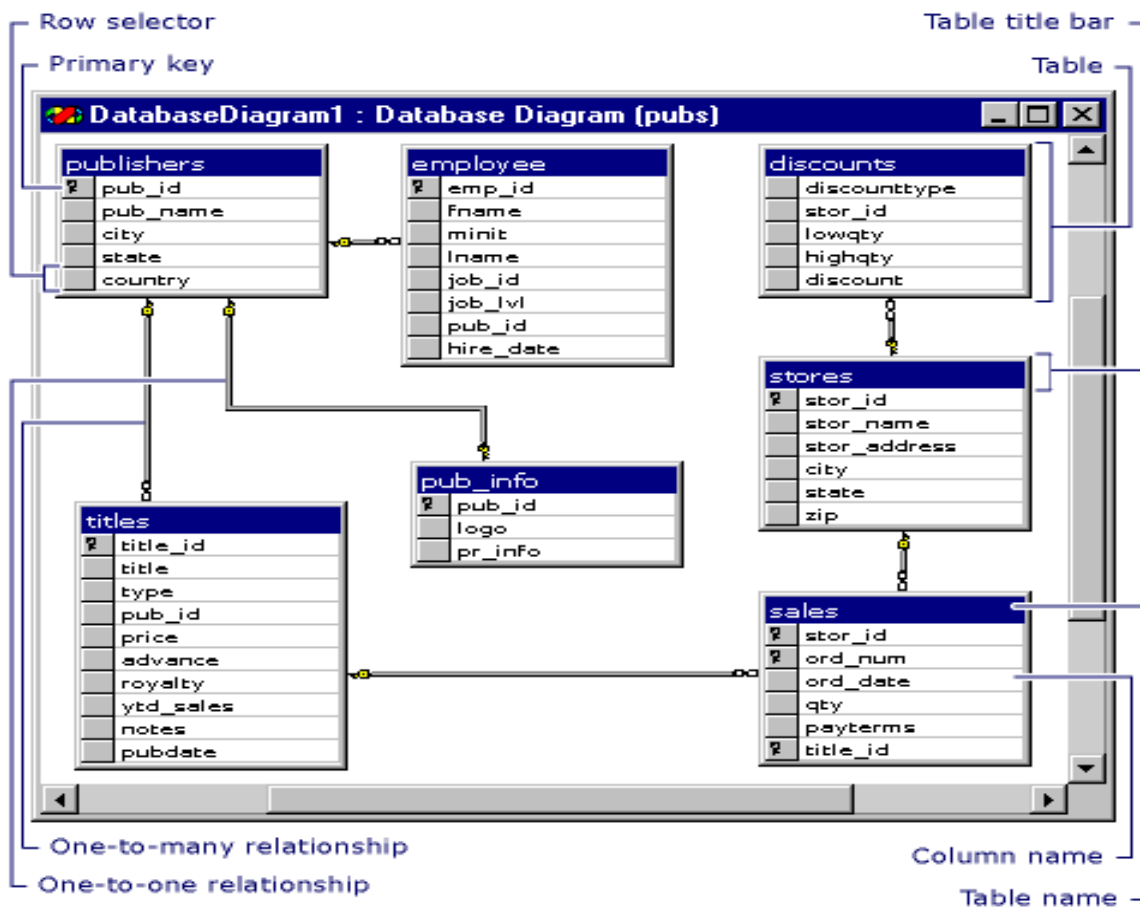 Row selector
Primary key
Table title bar
Table
DatabaseDiagram1 : Database Diagram (pubs)
publishers
pub_id
pub_name
city
state
country
employee
emp_id
fname
minit
lname
job_id
job_lvl
pub_id
hire_date
discounts
discounttype
stor_id
lowqty
highqty
discount
stores
stor_id
stor_name
stor_address
city
state
zip
pub_info
pub_id
logo
pr_info
titles
title_id
title
type
pub_id
price
advance
royalty
ytd_sales
notes
pubdate
sales
stor_id
ord_num
ord_date
qty
payterms
title_id
One-to-many relationship
One-to-one relationship
Column name
Table name